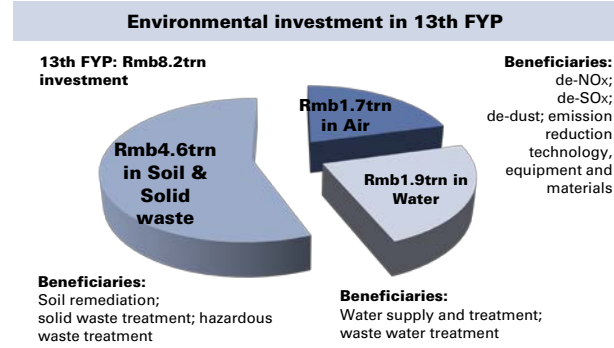 Environmental investment in 13th FYP
13th FYP: Rmb8.2trn
investment
Beneficiaries:
de-NOx;
de-SOx;
de-dust; emission
reduction
technology,
equipment and
materials
Rmb1.7trn
in Air
Rmb4.6trn
in Soil &
Solid
waste
Rmb1.9trn in
Water
Beneficiaries:
Soil remediation;
solid waste treatment; hazardous
waste treatment
Beneficiaries:
Water supply and treatment;
waste water treatment